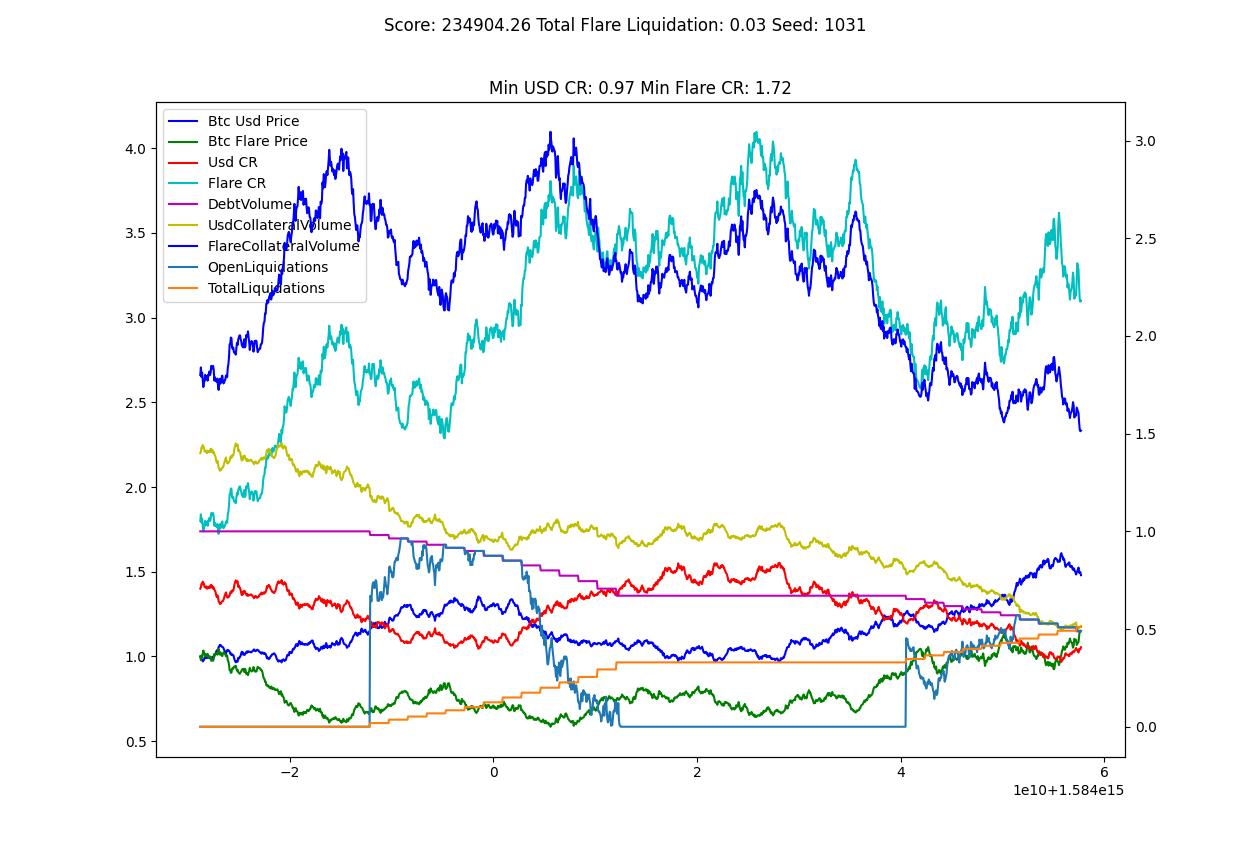 Score: 234904.26 Total Flare Liquidation: 0.03 Seed: 1031
Min USD CR: 0.97 Min Flare CR: 1.72
Btc Usd Price
Btc Flare Price
Usd CR
Flare CR
DebtVolume
UsdCollateralVolume
FlareCollateralVolume
OpenLiquidations
TotalLiquidations
4.0
3.5
3.0
2.5
2.0
1.5
1.0
0.5
3.0
2.5
2.0
1.5
1.0
0.5
0.0
−2 0 2 4 6
1e10+1.584e15